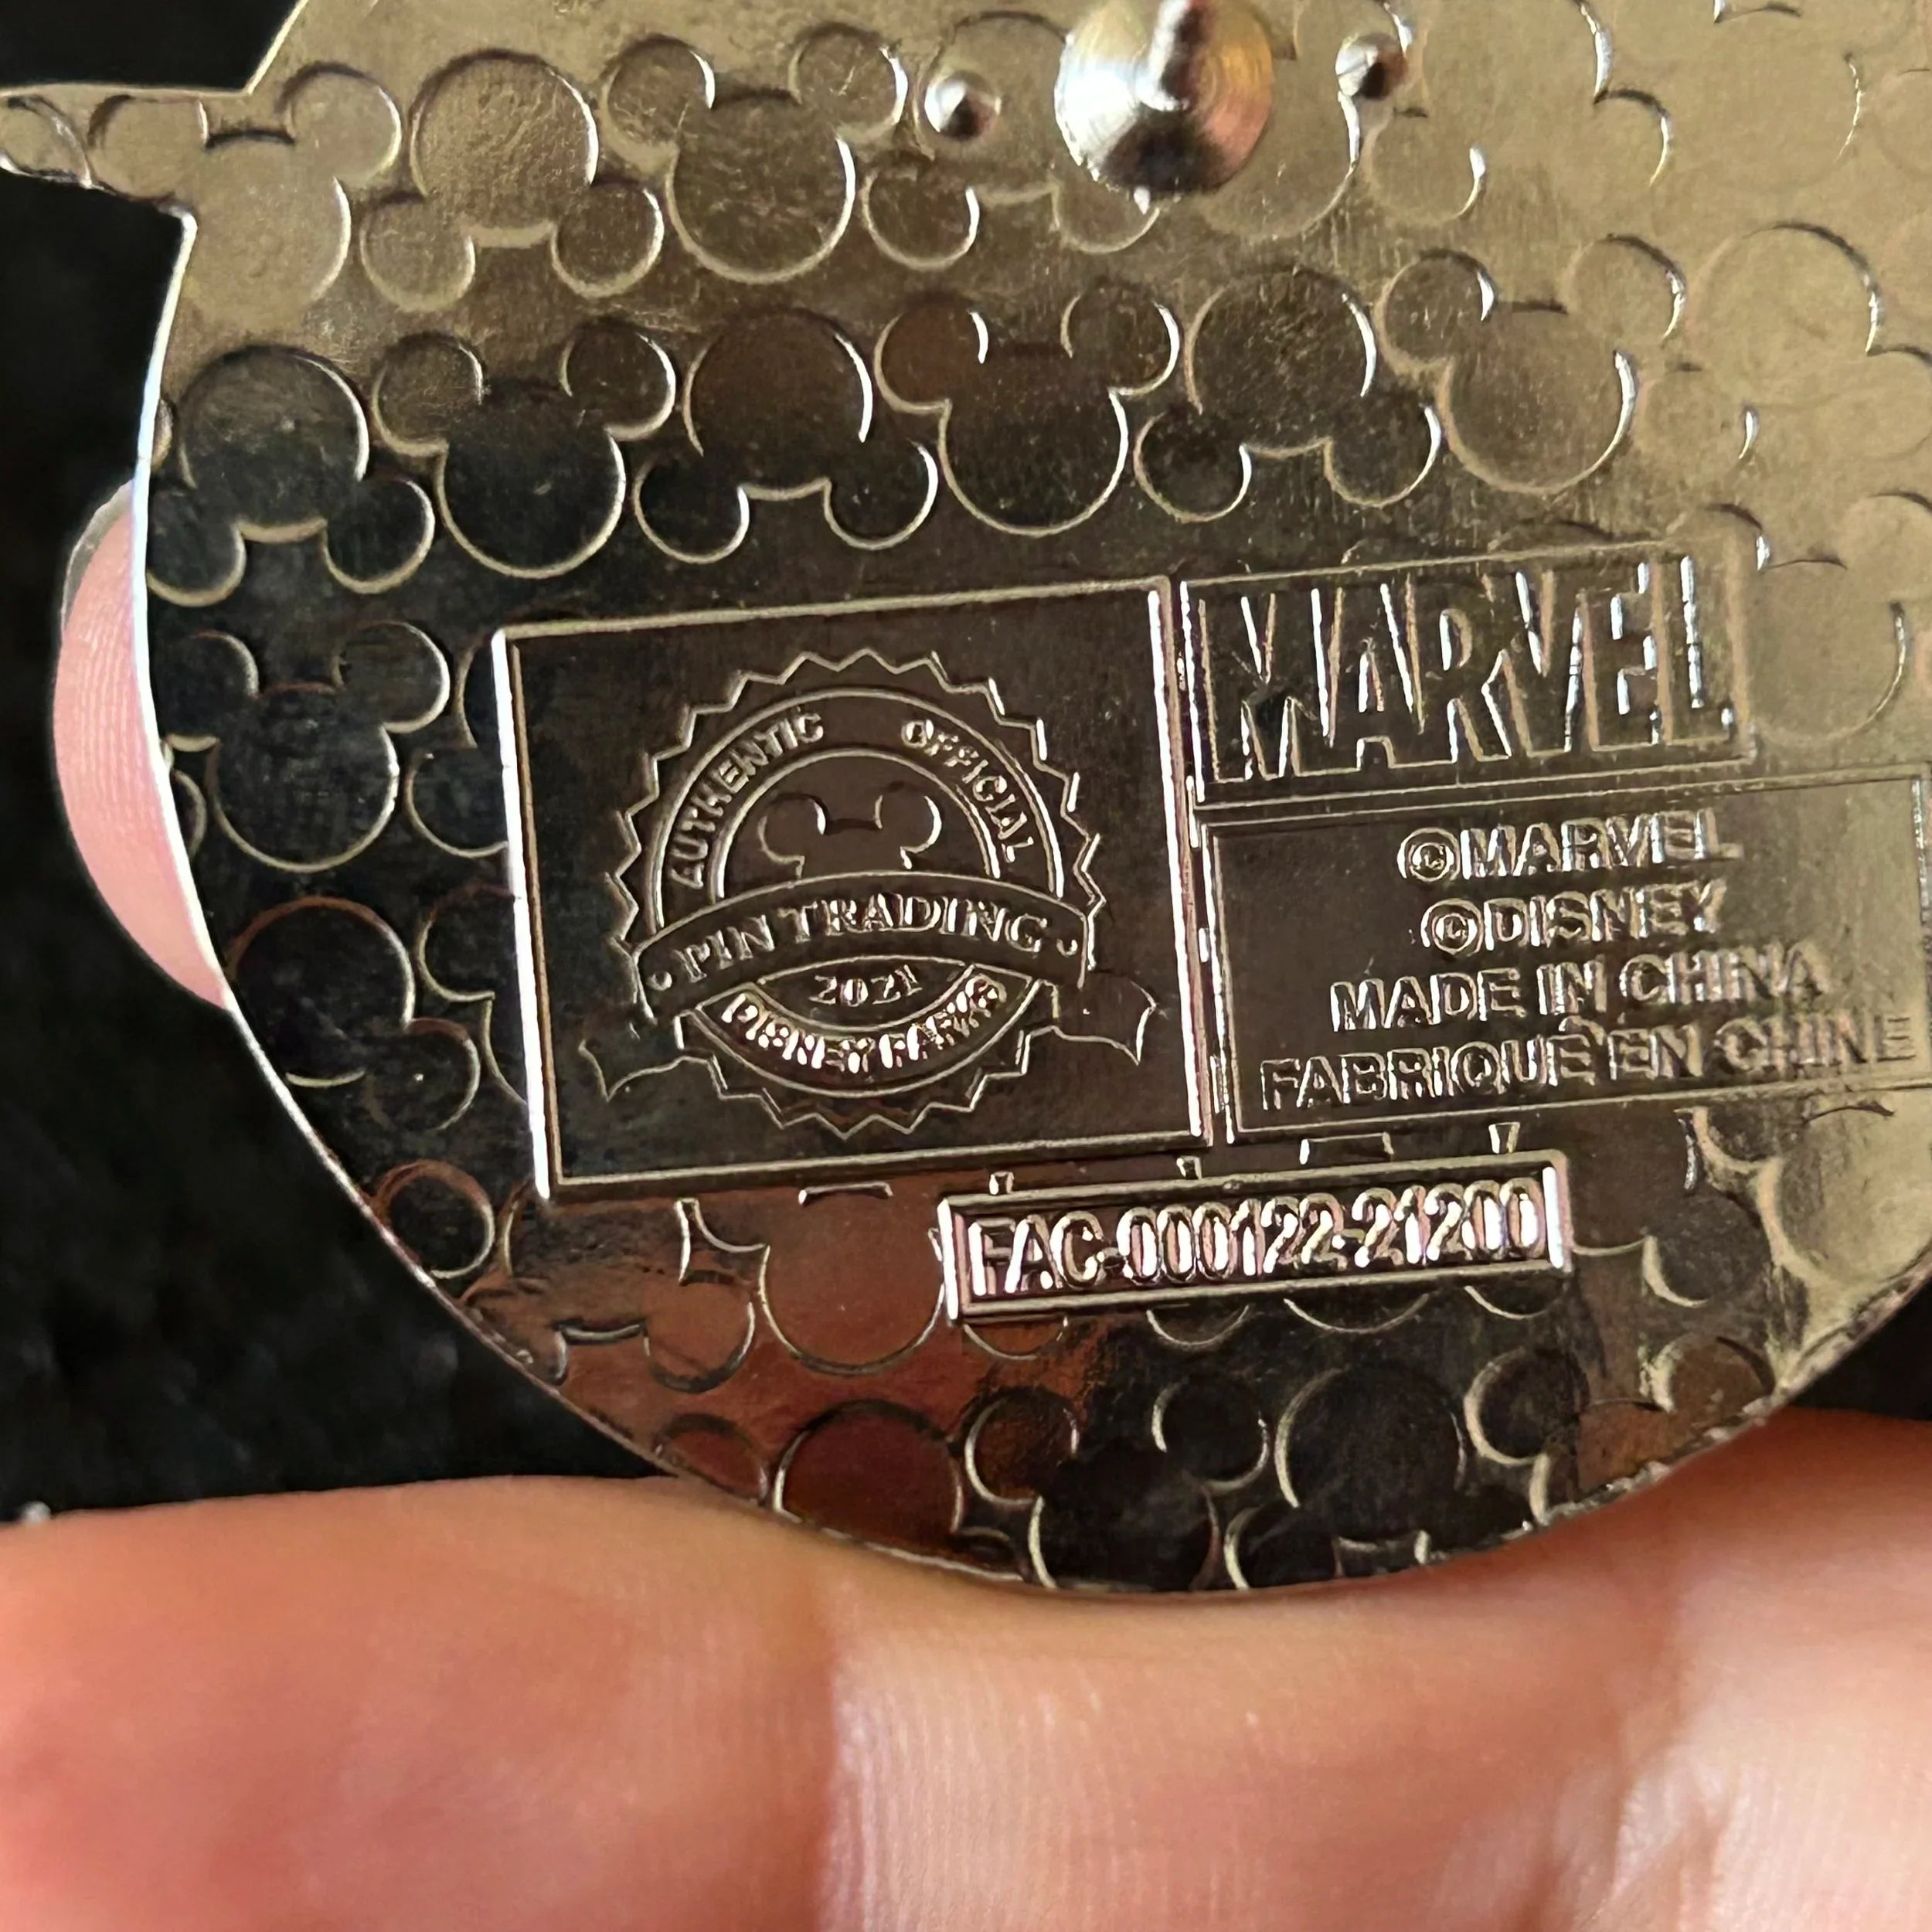 AUTHENTIC OFFICIAL
PIN TRADING
2021
DISNEY PARKS
MARVEL
©MARVEL
©DISNEY
MADE IN CHINA
FABRIQUÉ EN CHINE
FAC-000122-21200